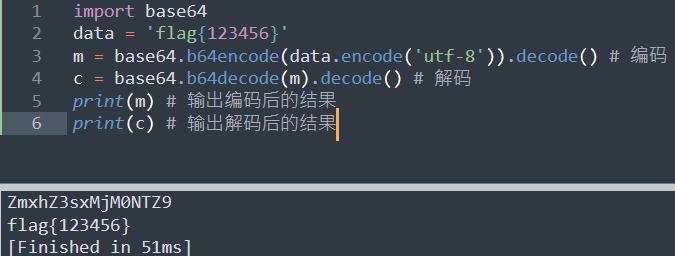 1 import base64
2 data = 'flag{123456}'
3 m = base64.b64encode(data.encode('utf-8')).decode() # 编码
4 c = base64.b64decode(m).decode() # 解码
5 print(m) # 输出编码后的结果
6 print(c) # 输出解码后的结果
ZmxhZ3sxMjM0NTZ9
flag{123456}
[Finished in 51ms]